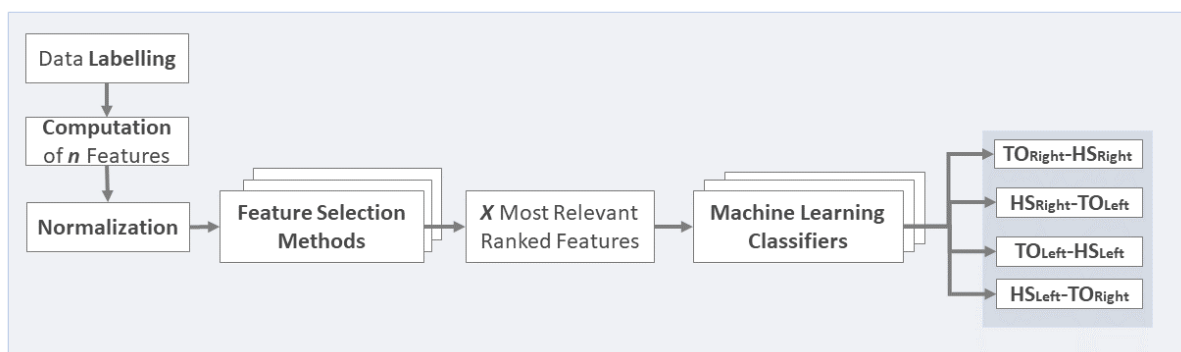 Data Labelling
Computation
of n Features
Normalization
Feature Selection
Methods
X Most Relevant
Ranked Features
Machine Learning
Classifiers
TORight-HSRight
HSRight-TOLeft
TOLeft-HSLeft
HSLeft-TORight